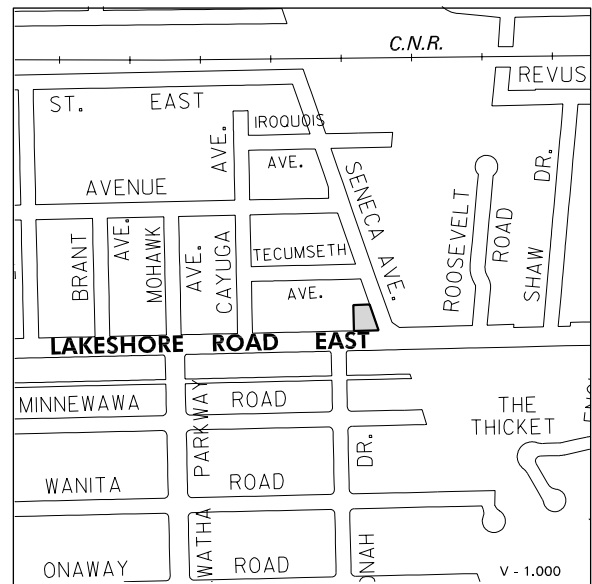 C.N.R.
REVUS
ST. EAST
IROQUOIS
AVE.
AVE.
DR.
AVENUE
SENECA AVE.
ROOSEVELT
ROAD
SHAW
BRANT
AVE.
MOHAWK
AVE.
CAYUGA
TECUMSETH
AVE.
LAKESHORE ROAD EAST
MINNEWAWA ROAD
PARKWAY
THE
THICKET
DR.
WANITA ROAD
WATHA
ONAH
ONAWAY ROAD
V - 1.000